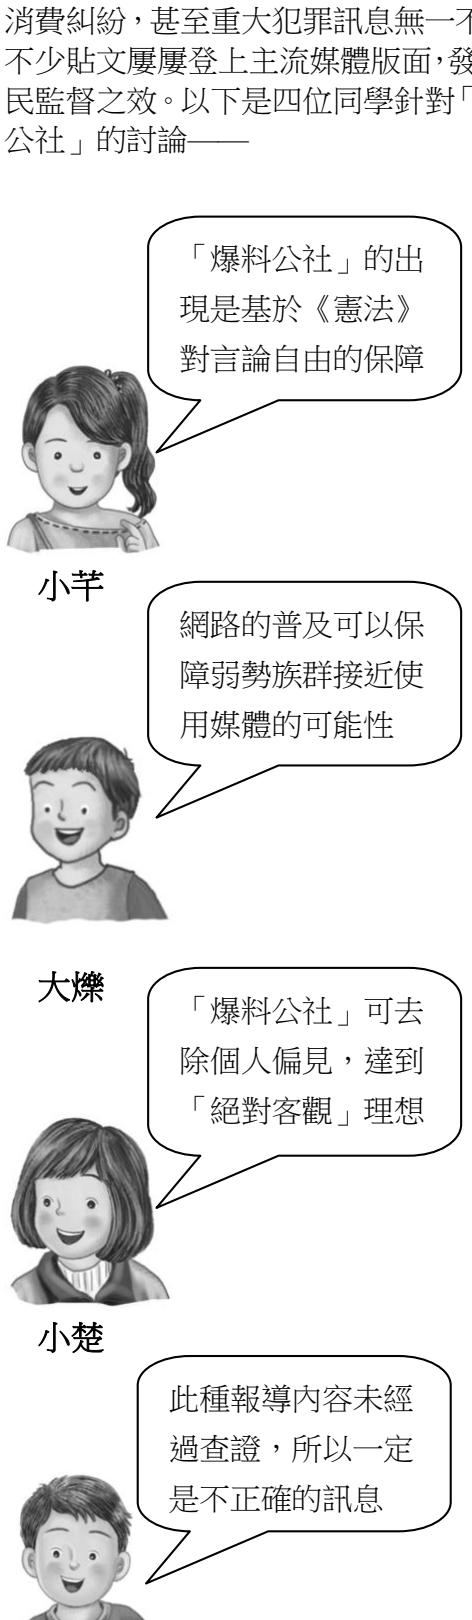 消費糾紛，甚至重大犯罪訊息無一不
不少貼文屢屢登上主流媒體版面，發
民監督之效。以下是四位同學針對「
公社」的討論──
「爆料公社」的出
現是基於《憲法》
對言論自由的保障
小芊
網路的普及可以保
障弱勢族群接近使
用媒體的可能性
大爍
「爆料公社」可去
除個人偏見，達到
「絕對客觀」理想
小楚
此種報導內容未經
過查證，所以一定
是不正確的訊息